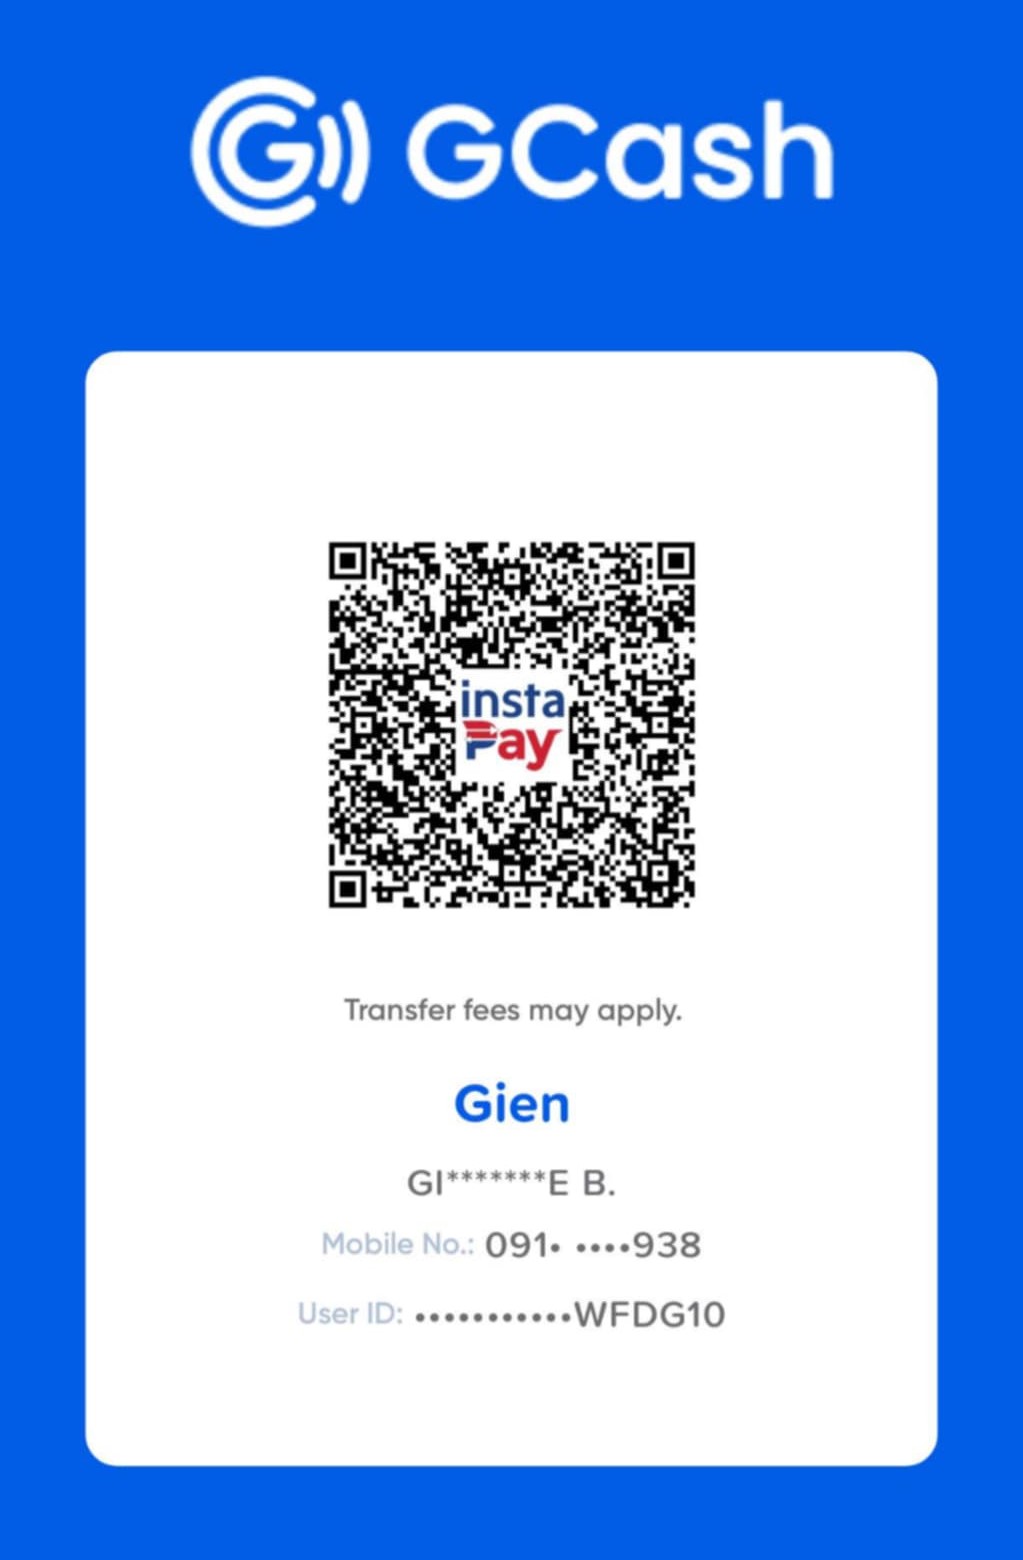 GCash
insta
Pay
Transfer fees may apply.
Gien
GI*******E B.
Mobile No.: 091• ••••938
User ID: •••••••••••WFDG10